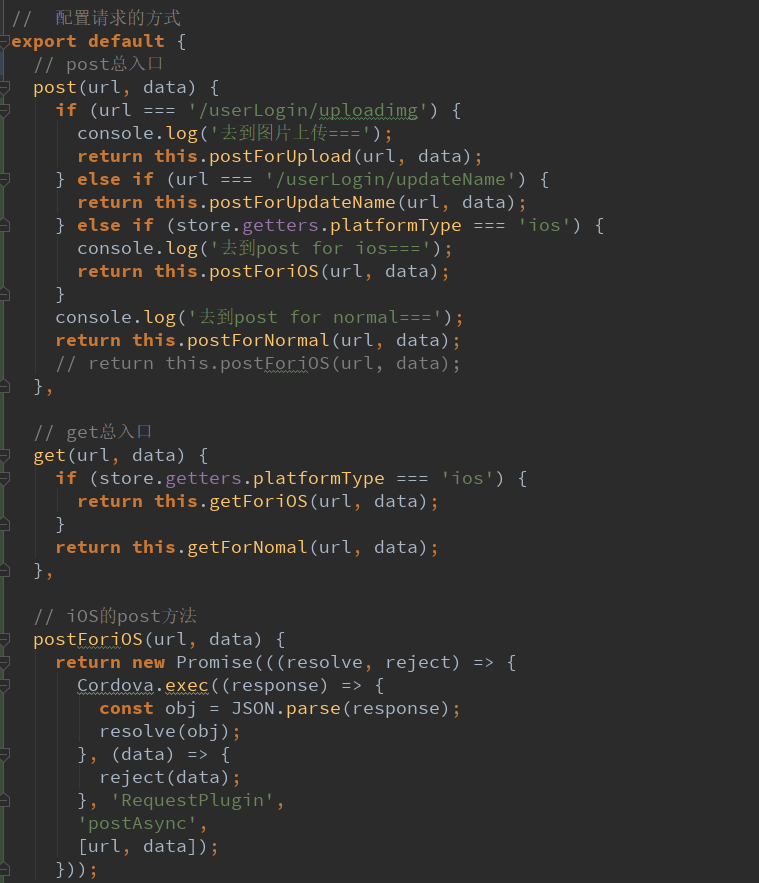 //  配置请求的方式
export default {
  // post总入口
  post(url, data) {
    if (url === '/userLogin/uploadimg') {
      console.log('去到图片上传===');
      return this.postForUpload(url, data);
    } else if (url === '/userLogin/updateName') {
      return this.postForUpdateName(url, data);
    } else if (store.getters.platformType === 'ios') {
      console.log('去到post for ios===');
      return this.postForiOS(url, data);
    }
    console.log('去到post for normal===');
    return this.postForNormal(url, data);
    // return this.postForiOS(url, data);
  },

  // get总入口
  get(url, data) {
    if (store.getters.platformType === 'ios') {
      return this.getForiOS(url, data);
    }
    return this.getForNomal(url, data);
  },

  // iOS的post方法
  postForiOS(url, data) {
    return new Promise(((resolve, reject) => {
      Cordova.exec((response) => {
        const obj = JSON.parse(response);
        resolve(obj);
      }, (data) => {
        reject(data);
      }, 'RequestPlugin',
      'postAsync',
      [url, data]);
    }));